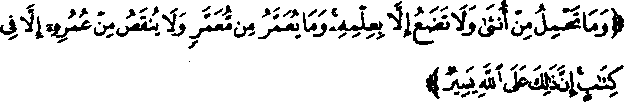 ﴿وَمَا تَحْمِلُ مِنْ أُنثَىٰ وَلَا تَضَعُ إِلَّا بِعِلْمِهِۦ ۚ وَمَا يُعَمَّرُ مِن مُّعَمَّرٍ وَلَا يُنقَصُ مِنْ عُمُرِهِۦٓ إِلَّا فِى
كِتَٰبٍ ۚ إِنَّ ذَٰلِكَ عَلَى ٱللَّهِ يَسِيرٌ﴾